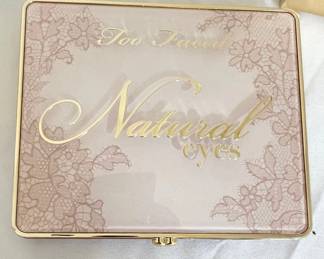 Too Faced
Natural
eyes